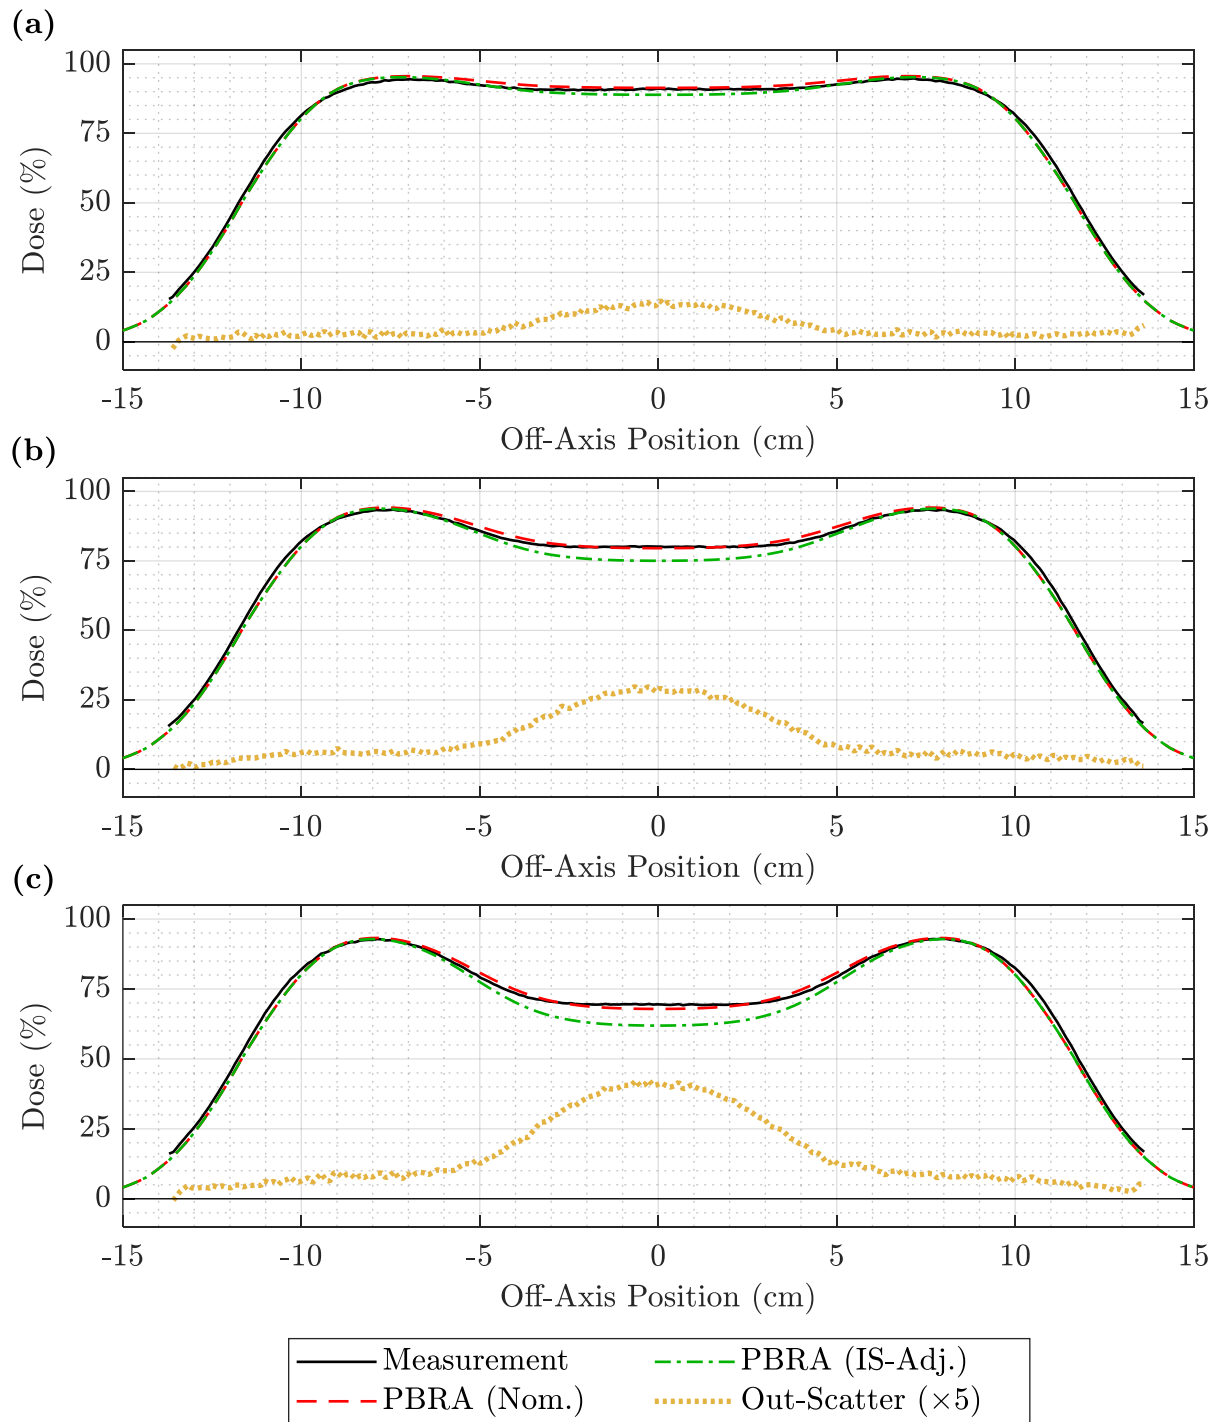 (a)
100
75
50
25
0
Dose (%)
-15 -10 -5 0 5 10 15
Off-Axis Position (cm)
(b)
100
75
50
25
0
Dose (%)
-15 -10 -5 0 5 10 15
Off-Axis Position (cm)
(c)
100
75
50
25
0
Dose (%)
-15 -10 -5 0 5 10 15
Off-Axis Position (cm)
Measurement PBRA (IS-Adj.)
PBRA (Nom.) Out-Scatter (×5)